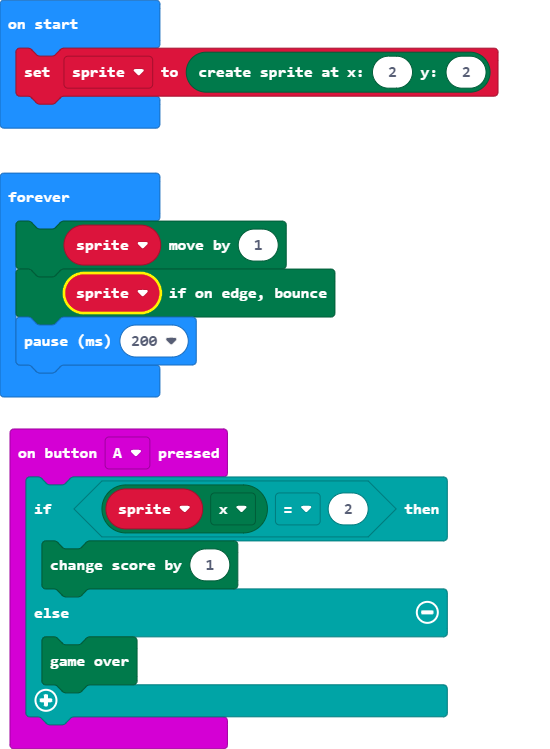 on start
set sprite to create sprite at x: 2 y: 2
forever
sprite move by 1
sprite if on edge, bounce
pause (ms) 200
on button A pressed
if sprite x = 2 then
change score by 1
else
game over